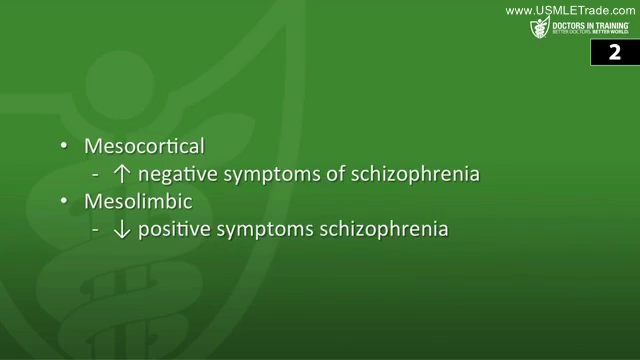 www.USMLETrade.com
DOCTORS IN TRAINING
BETTER DOCTORS. BETTER WORLD.
2
• Mesocortical
- ↑ negative symptoms of schizophrenia
• Mesolimbic
- ↓ positive symptoms schizophrenia